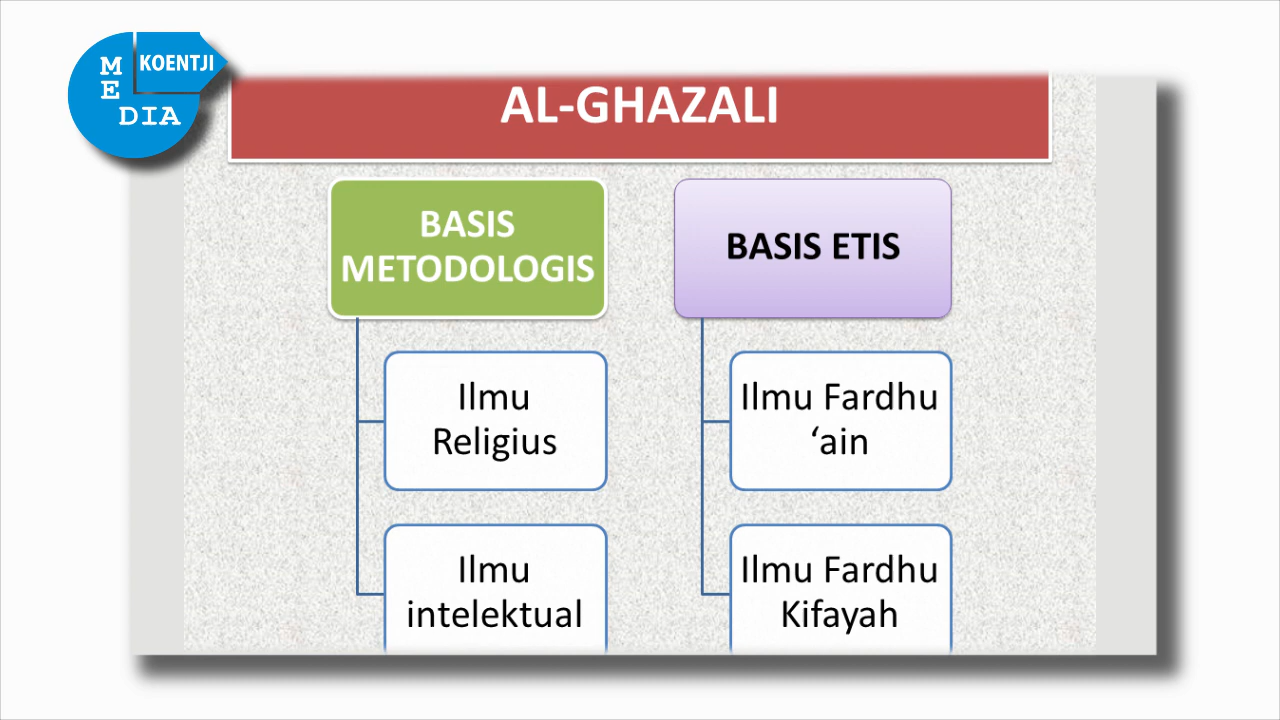 KOENTJI
ME
DIA
AL-GHAZALI
BASIS
METODOLOGIS
BASIS ETIS
Ilmu
Religius
Ilmu Fardhu
‘ain
Ilmu
intelektual
Ilmu Fardhu
Kifayah